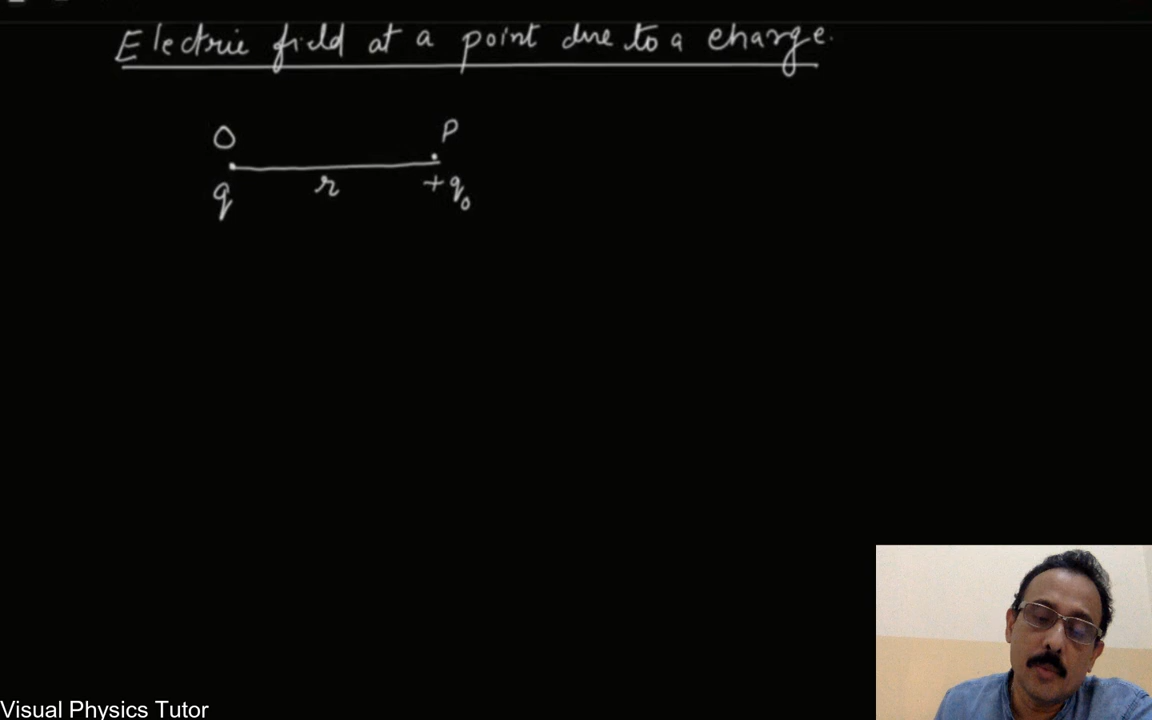 Electric field at a point due to a charge.
O P
q r +q₀
Visual Physics Tutor